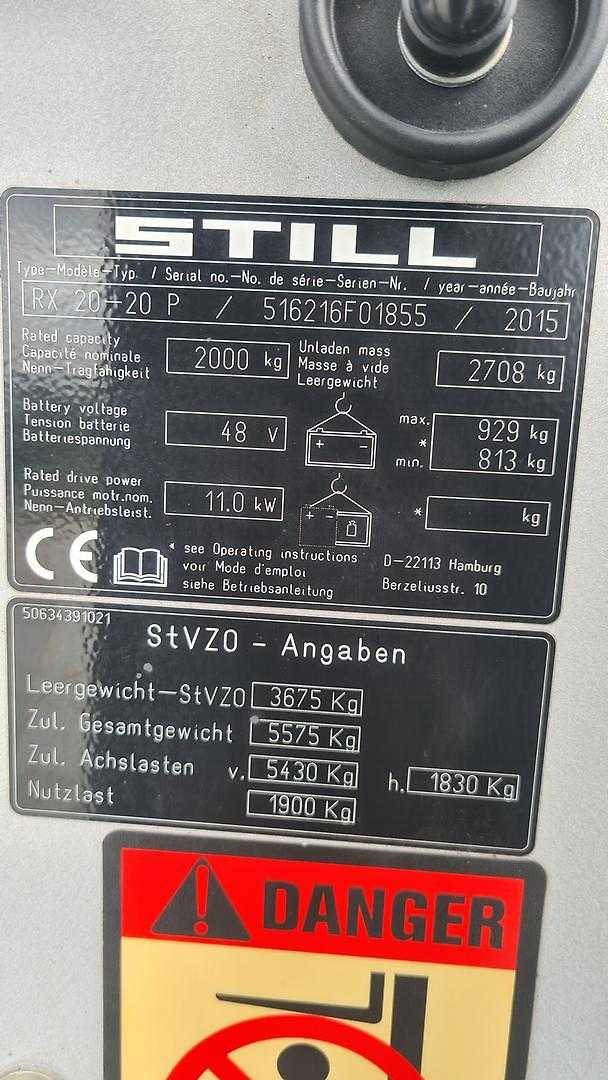 STILL
Type-Modèle-Typ. / Serial no.-No. de série-Serien-Nr. / year-année-Baujahr
RX 20-20 P / 516216F01855 / 2015
Rated capacity
Capacité nominale
Nenn-Tragfähigkeit
2000 kg
Unladen mass
Masse à vide
Leergewicht
2708 kg
Battery voltage
Tension batterie
Batteriespannung
48 V
+ -
max. 929 kg
*
min. 813 kg
Rated drive power
Puissance motr.nom.
Nenn-Antriebsleist.
11.0 kW
+ -
* kg
CE
* see Operating instructions
voir Mode d'emploi
siehe Betriebsanleitung
D-22113 Hamburg
Berzeliusstr. 10
50634391021
StVZO - Angaben
Leergewicht-StVZO 3675 Kg
Zul. Gesamtgewicht 5575 Kg
Zul. Achslasten v. 5430 Kg h. 1830 Kg
Nutzlast 1900 Kg
DANGER